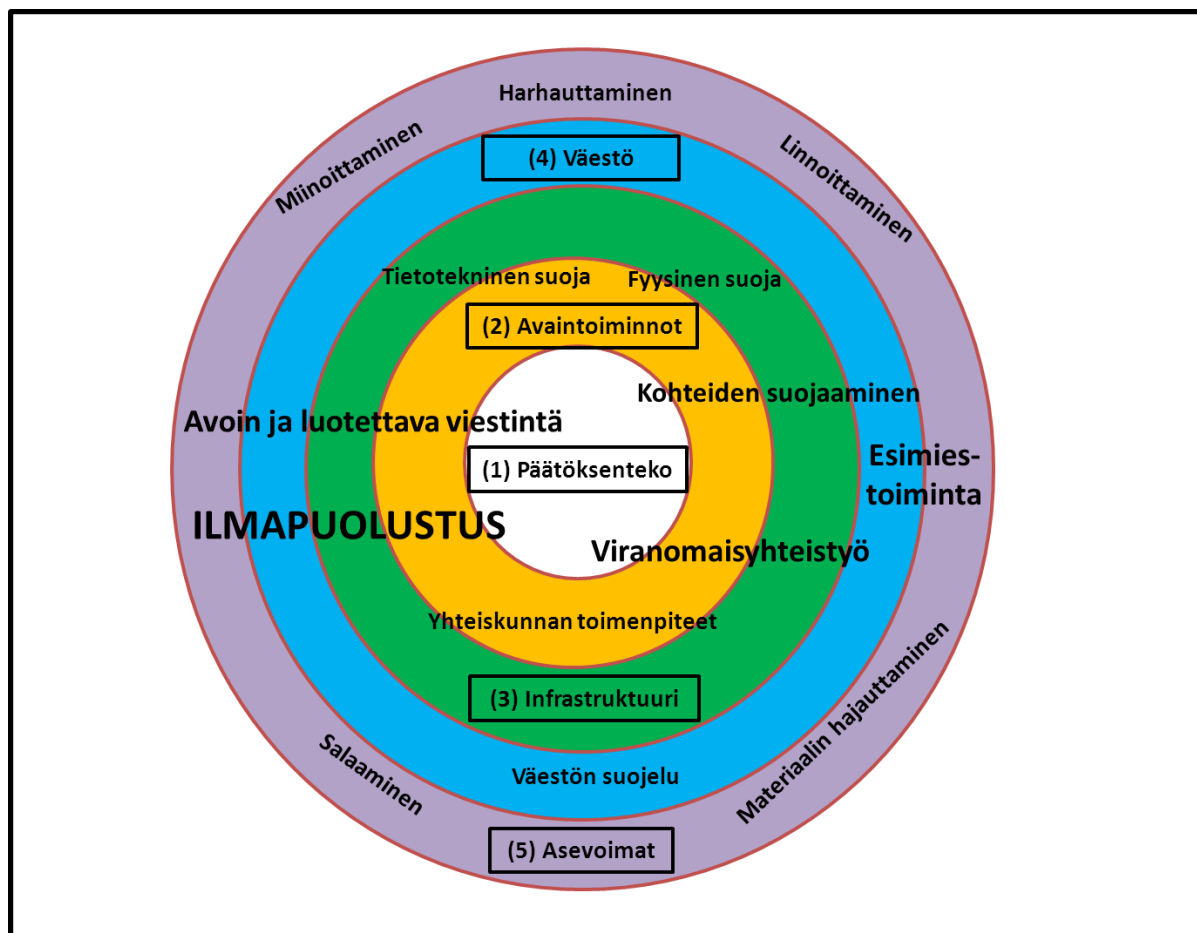 Harhauttaminen
Miinoittaminen
Linnoittaminen
(4) Väestö
Tietotekninen suoja
Fyysinen suoja
(2) Avaintoiminnot
Kohteiden suojaaminen
Avoin ja luotettava viestintä
(1) Päätöksenteko
Esimies-
toiminta
ILMAPUOLUSTUS
Viranomaisyhteistyö
Yhteiskunnan toimenpiteet
(3) Infrastruktuuri
Materiaalin hajauttaminen
Salaaminen
Väestön suojelu
(5) Asevoimat